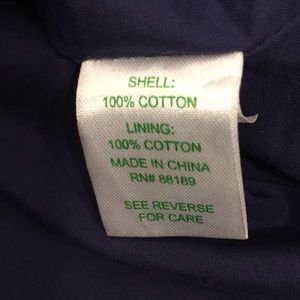 SHELL:
100% COTTON
LINING:
100% COTTON
MADE IN CHINA
RN# 88189
SEE REVERSE
FOR CARE